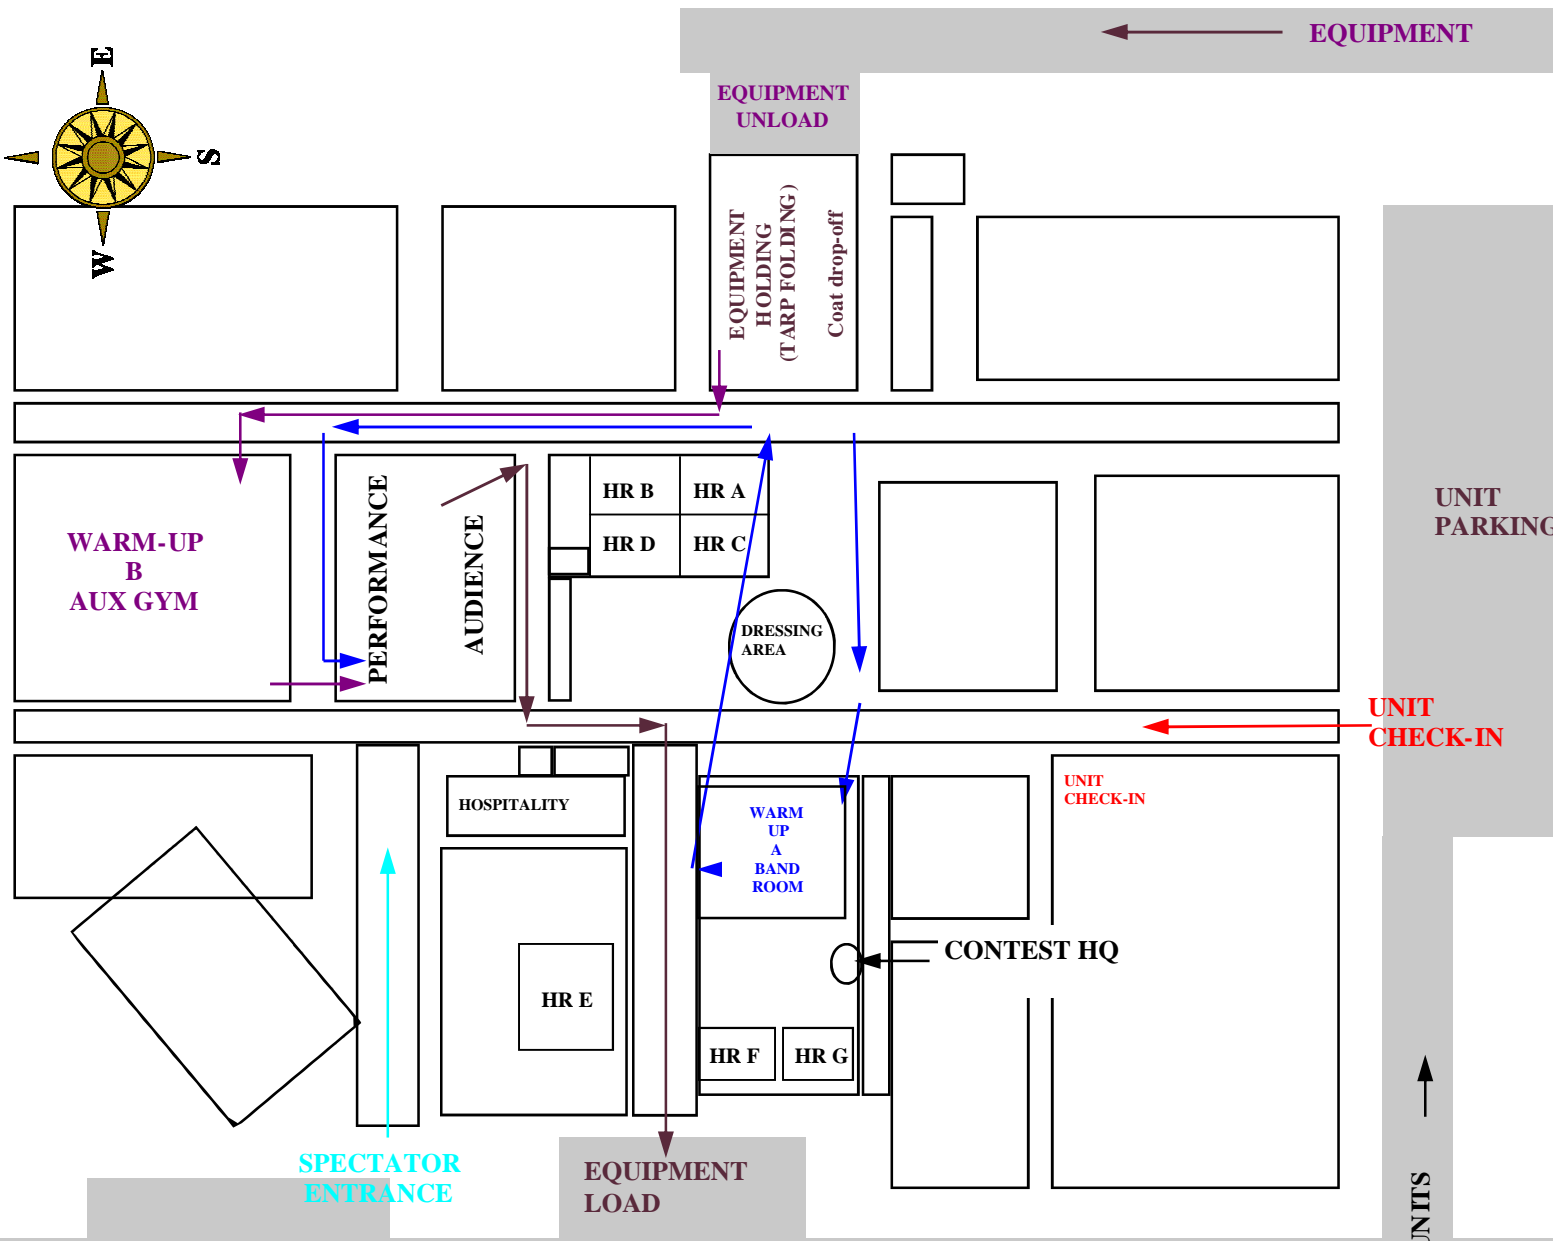 EQUIPMENT
E
S
W
EQUIPMENT
UNLOAD
EQUIPMENT
HOLDING
(TARP FOLDING)
Coat drop-off
HR B
HR A
HR D
HR C
UNIT
PARKING
WARM-UP
B
AUX GYM
PERFORMANCE
AUDIENCE
DRESSING
AREA
UNIT
CHECK-IN
UNIT
CHECK-IN
HOSPITALITY
WARM
UP
A
BAND
ROOM
CONTEST HQ
HR E
HR F
HR G
SPECTATOR
ENTRANCE
EQUIPMENT
LOAD
UNITS